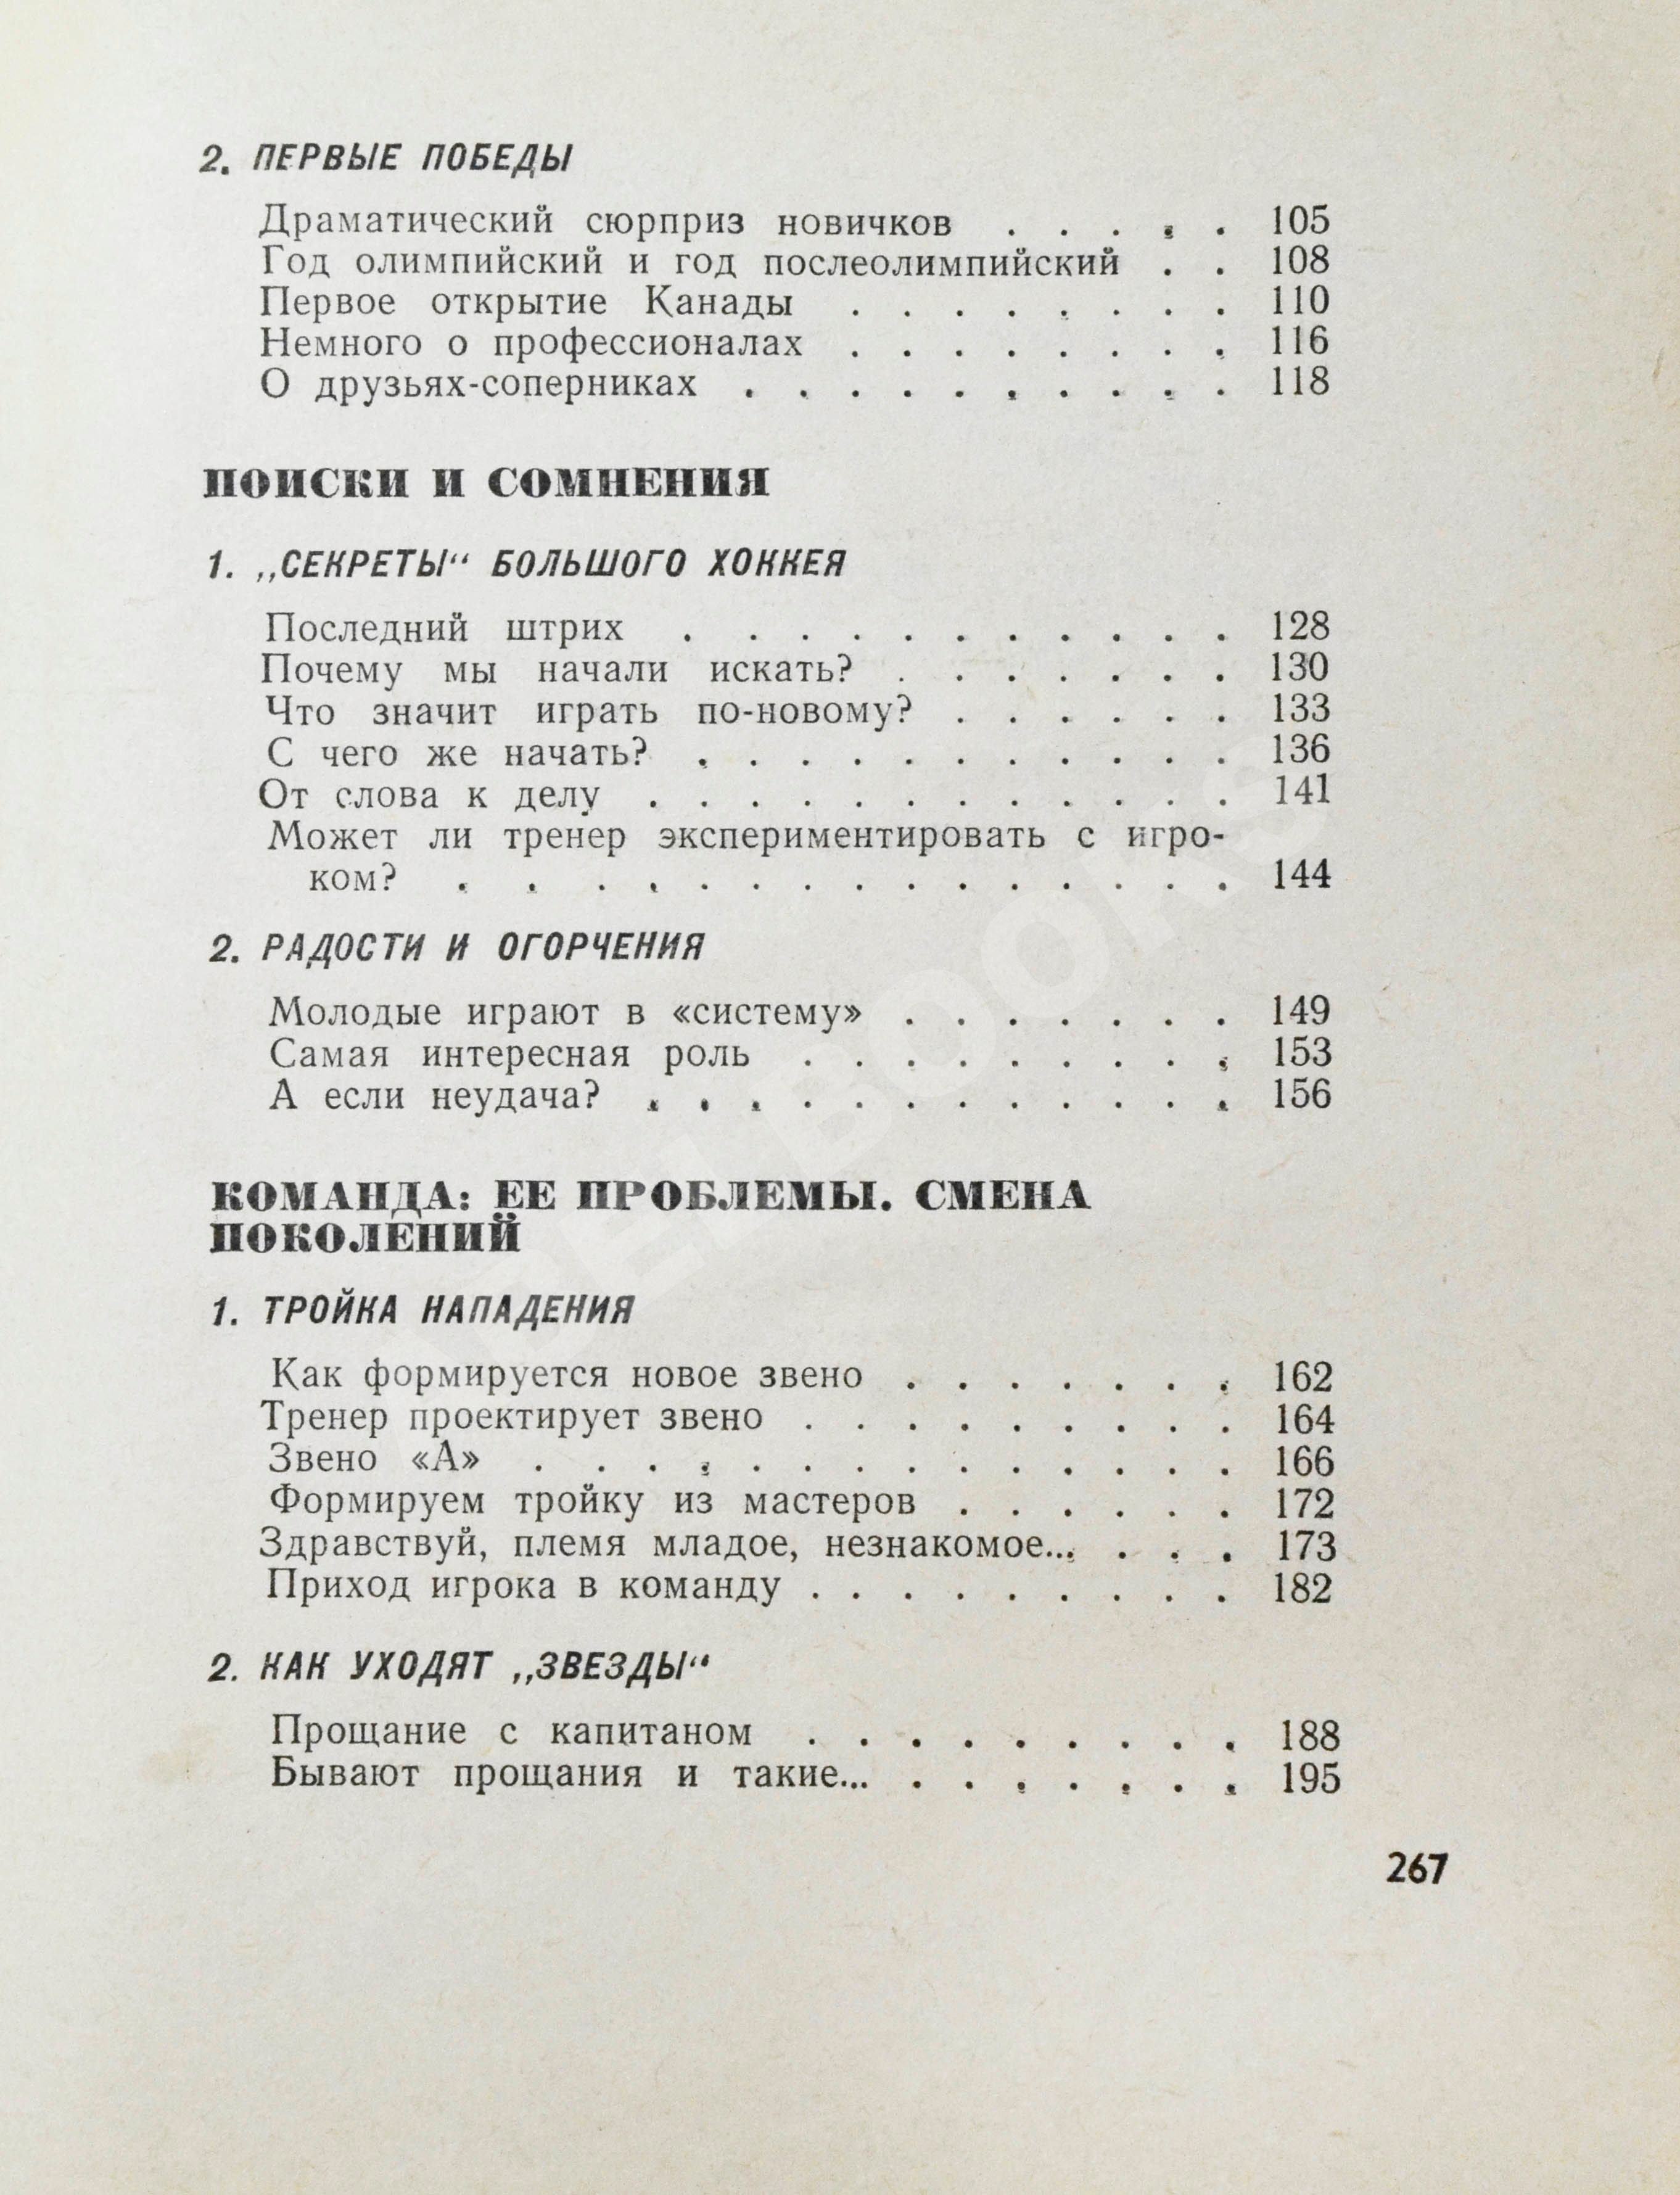 2. ПЕРВЫЕ ПОБЕДЫ
Драматический сюрприз новичков . . . . . 105
Год олимпийский и год послеолимпийский . . 108
Первое открытие Канады . . . . . . . . 110
Немного о профессионалах . . . . . . . . 116
О друзьях-соперниках . . . . . . . . . . 118
ПОИСКИ И СОМНЕНИЯ
1. „СЕКРЕТЫ“ БОЛЬШОГО ХОККЕЯ
Последний штрих . . . . . . . . . . . 128
Почему мы начали искать? . . . . . . . 130
Что значит играть по-новому? . . . . . . 133
С чего же начать? . . . . . . . . . . . 136
От слова к делу . . . . . . . . . . . . 141
Может ли тренер экспериментировать с игро-
ком? . . . . . . . . . . . . . . . 144
2. РАДОСТИ И ОГОРЧЕНИЯ
Молодые играют в «систему» . . . . . . . 149
Самая интересная роль . . . . . . . . . 153
А если неудача? . . . . . . . . . . . . 156
КОМАНДА: ЕЕ ПРОБЛЕМЫ. СМЕНА
ПОКОЛЕНИЙ
1. ТРОЙКА НАПАДЕНИЯ
Как формируется новое звено . . . . . . . 162
Тренер проектирует звено . . . . . . . . . 164
Звено «А» . . . . . . . . . . . . . . 166
Формируем тройку из мастеров . . . . . . 172
Здравствуй, племя младое, незнакомое... . . . 173
Приход игрока в команду . . . . . . . . . 182
2. КАК УХОДЯТ „ЗВЕЗДЫ“
Прощание с капитаном . . . . . . . . . 188
Бывают прощания и такие... . . . . . . . 195
267